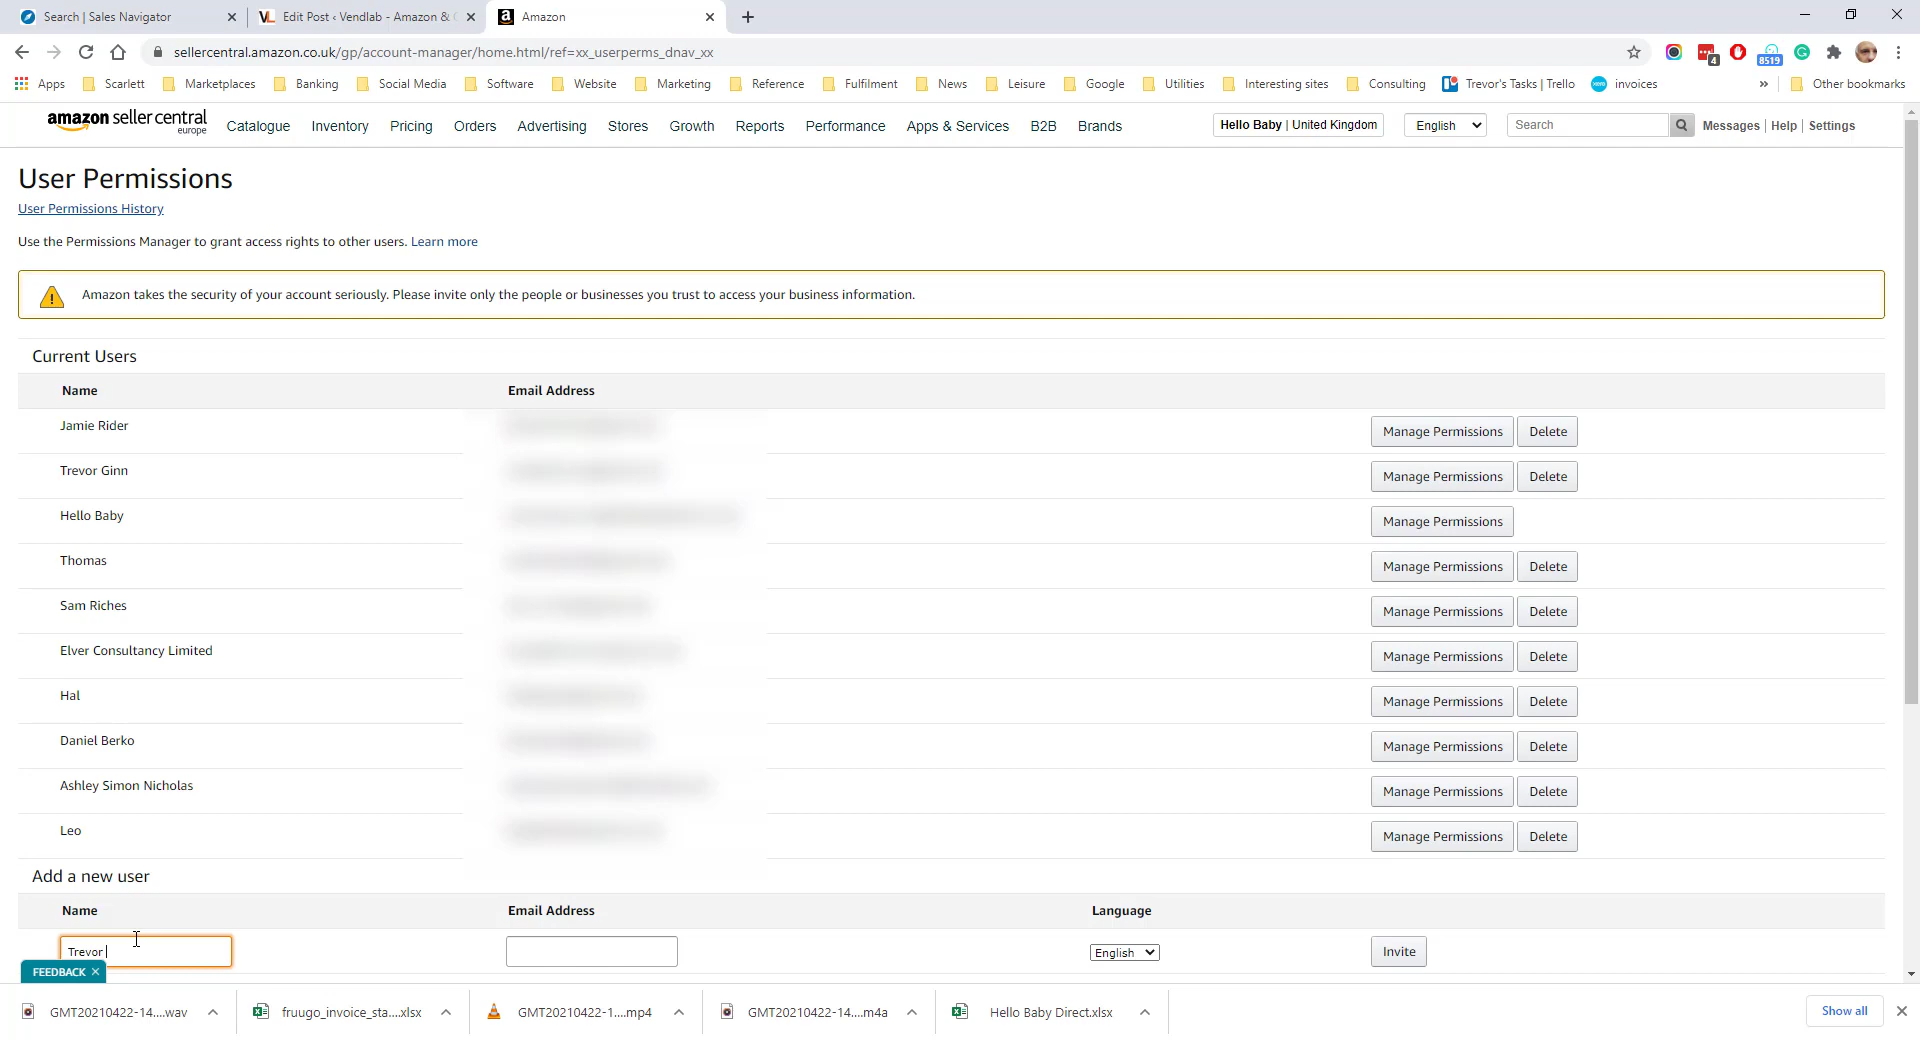 Search | Sales Navigator
Edit Post ‹ Vendlab - Amazon &
Amazon
sellercentral.amazon.co.uk/gp/account-manager/home.html/ref=xx_userperms_dnav_xx
4
8519
Apps
Scarlett
Marketplaces
Banking
Social Media
Software
Website
Marketing
Reference
Fulfilment
News
Leisure
Google
Utilities
Interesting sites
Consulting
Trevor's Tasks | Trello
invoices
»
Other bookmarks
amazon seller central
europe
Catalogue
Inventory
Pricing
Orders
Advertising
Stores
Growth
Reports
Performance
Apps & Services
B2B
Brands
Hello Baby | United Kingdom
English
Search
Messages | Help | Settings
User Permissions
User Permissions History
Use the Permissions Manager to grant access rights to other users. Learn more
Amazon takes the security of your account seriously. Please invite only the people or businesses you trust to access your business information.
Current Users
Name
Email Address
Jamie Rider
Manage Permissions
Delete
Trevor Ginn
Manage Permissions
Delete
Hello Baby
Manage Permissions
Thomas
Manage Permissions
Delete
Sam Riches
Manage Permissions
Delete
Elver Consultancy Limited
Manage Permissions
Delete
Hal
Manage Permissions
Delete
Daniel Berko
Manage Permissions
Delete
Ashley Simon Nicholas
Manage Permissions
Delete
Leo
Manage Permissions
Delete
Add a new user
Name
Email Address
Language
Trevor
English
Invite
FEEDBACK ×
GMT20210422-14....wav
fruugo_invoice_sta....xlsx
GMT20210422-1....mp4
GMT20210422-14....m4a
Hello Baby Direct.xlsx
Show all